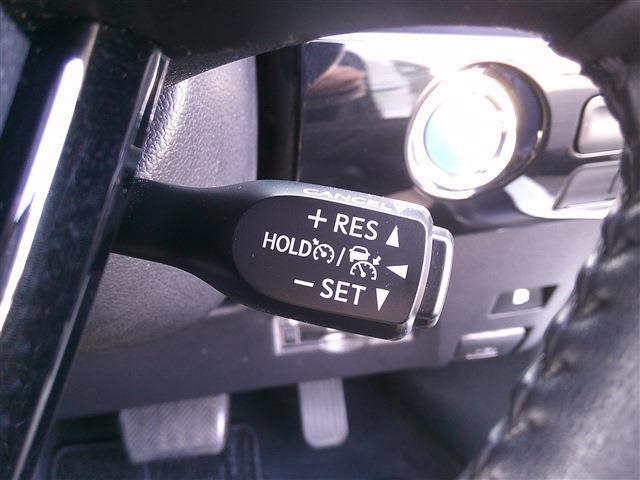 CANCEL
+ RES ▲
HOLD / ◀
− SET ▼